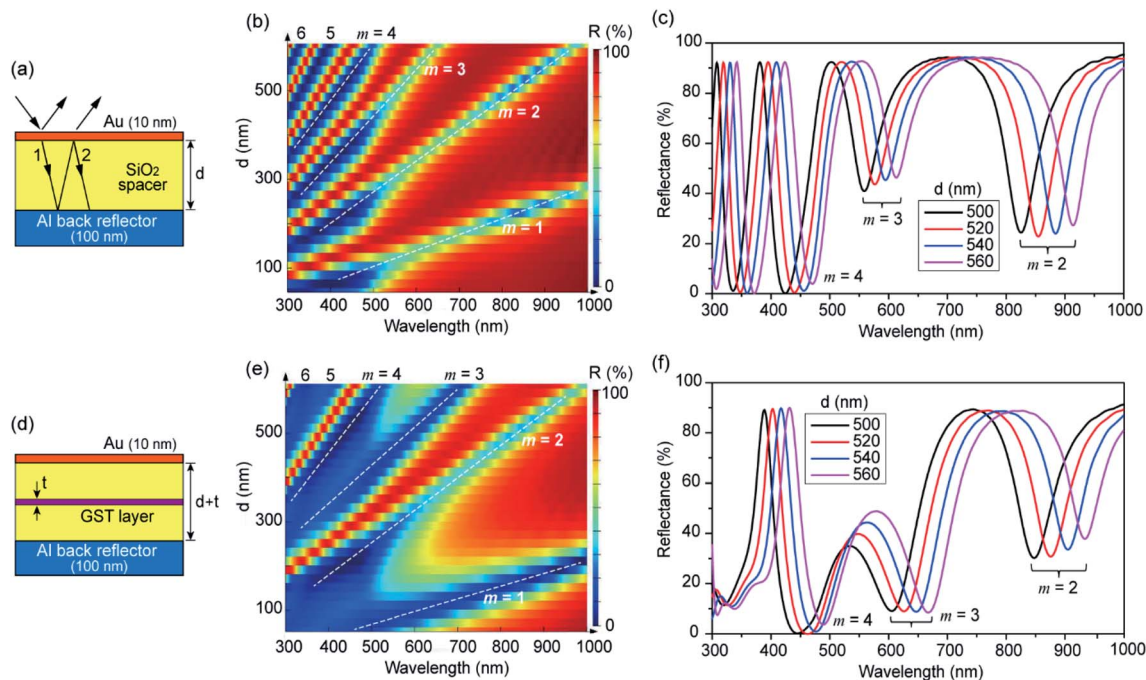 (a)
Au (10 nm)
1
2
SiO₂
spacer
d
Al back reflector
(100 nm)
(b)
6 5 m = 4
R (%)
100
0
m = 3
m = 2
m = 1
500
300
100
d (nm)
300 400 500 600 700 800 900 1000
Wavelength (nm)
(c)
100
80
60
40
20
0
Reflectance (%)
d (nm)
500
520
540
560
m = 4
m = 3
m = 2
300 400 500 600 700 800 900 1000
Wavelength (nm)
(d)
Au (10 nm)
t
GST layer
d+t
Al back reflector
(100 nm)
(e)
6 5 m = 4 m = 3
R (%)
100
0
m = 2
m = 1
500
300
100
d (nm)
300 400 500 600 700 800 900 1000
Wavelength (nm)
(f)
100
80
60
40
20
0
Reflectance (%)
d (nm)
500
520
540
560
m = 4
m = 3
m = 2
300 400 500 600 700 800 900 1000
Wavelength (nm)